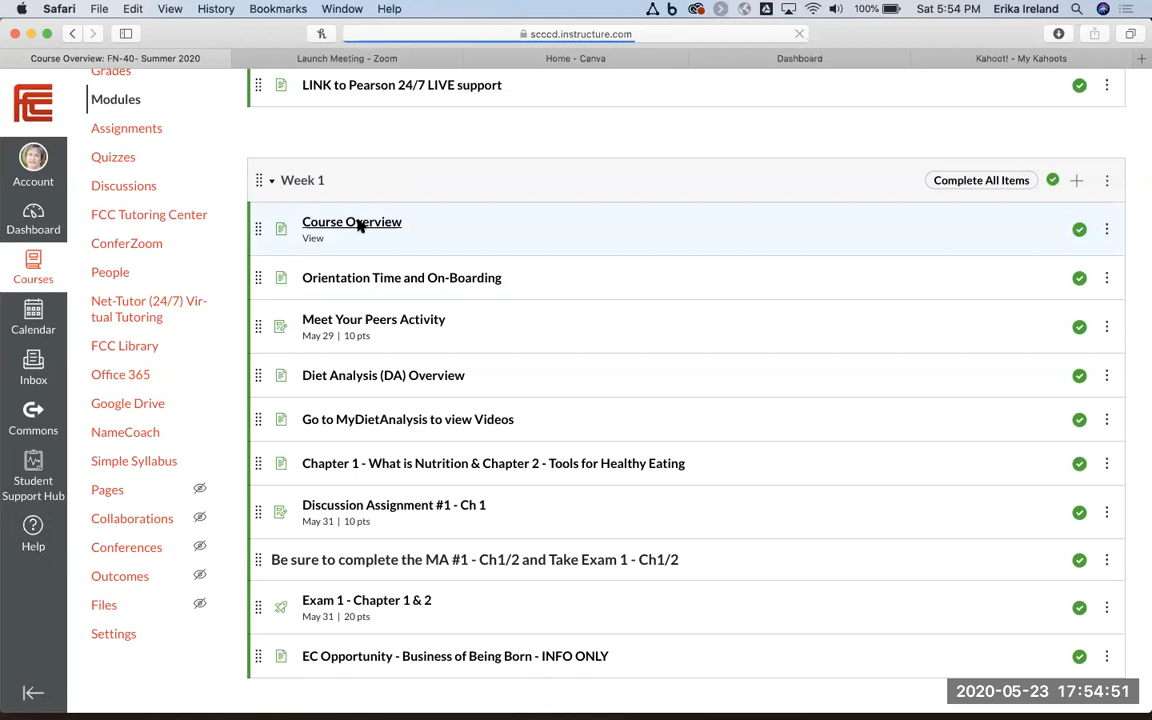 Safari File Edit View History Bookmarks Window Help
100% Sat 5:54 PM Erika Ireland
scccd.instructure.com
Course Overview: FN-40- Summer 2020
Launch Meeting - Zoom
Home - Canva
Dashboard
Kahoot! - My Kahoots
FCC
Account
Dashboard
Courses
Calendar
Inbox
Commons
Student
Support Hub
Help
Grades
Modules
Assignments
Quizzes
Discussions
FCC Tutoring Center
ConferZoom
People
Net-Tutor (24/7) Vir-
tual Tutoring
FCC Library
Office 365
Google Drive
NameCoach
Simple Syllabus
Pages
Collaborations
Conferences
Outcomes
Files
Settings
LINK to Pearson 24/7 LIVE support
Week 1
Complete All Items
Course Overview
View
Orientation Time and On-Boarding
Meet Your Peers Activity
May 29 | 10 pts
Diet Analysis (DA) Overview
Go to MyDietAnalysis to view Videos
Chapter 1 - What is Nutrition & Chapter 2 - Tools for Healthy Eating
Discussion Assignment #1 - Ch 1
May 31 | 10 pts
Be sure to complete the MA #1 - Ch1/2 and Take Exam 1 - Ch1/2
Exam 1 - Chapter 1 & 2
May 31 | 20 pts
EC Opportunity - Business of Being Born - INFO ONLY
2020-05-23 17:54:51